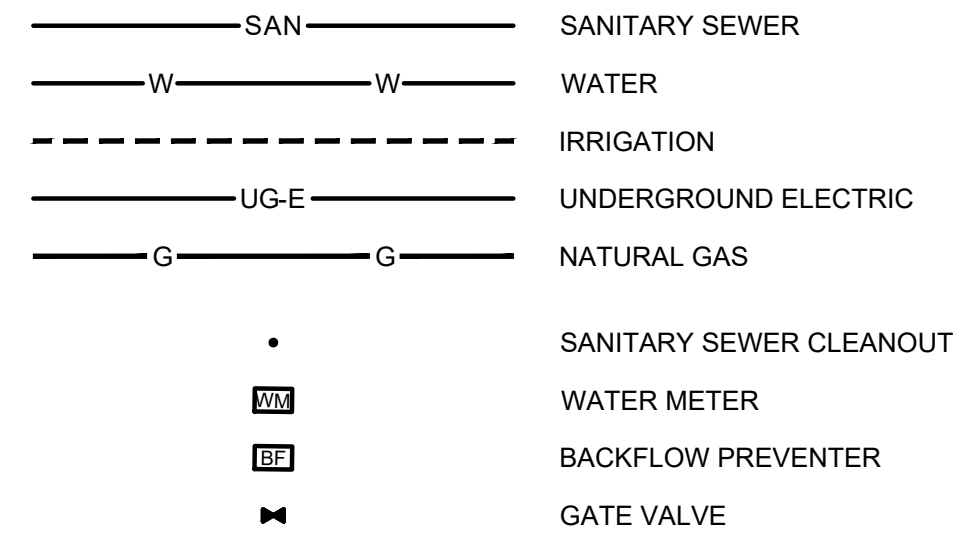 SAN SANITARY SEWER
W W WATER
IRRIGATION
UG-E UNDERGROUND ELECTRIC
G G NATURAL GAS
SANITARY SEWER CLEANOUT
WM WATER METER
BF BACKFLOW PREVENTER
GATE VALVE